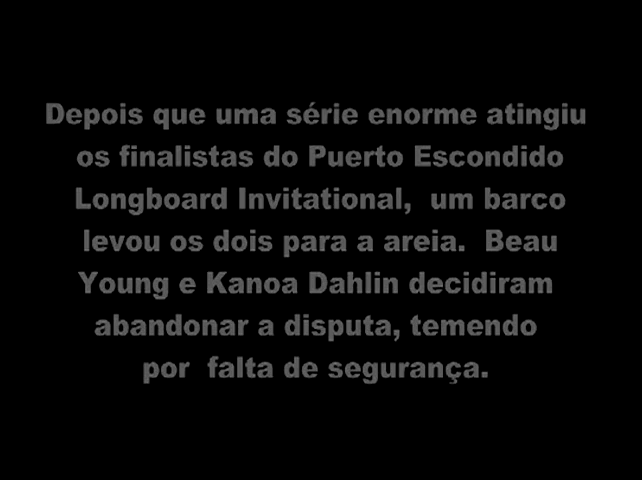 Depois que uma série enorme atingiu
os finalistas do Puerto Escondido
Longboard Invitational, um barco
levou os dois para a areia. Beau
Young e Kanoa Dahlin decidiram
abandonar a disputa, temendo
por falta de segurança.